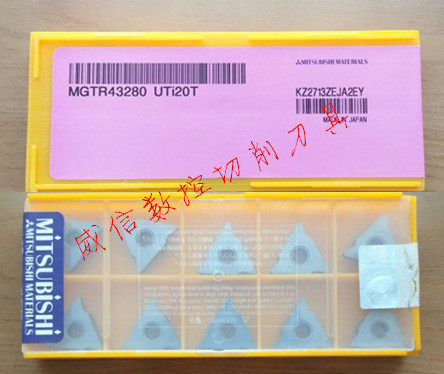 MITSUBISHI MATERIALS
MGTR43280 UTi20T
KZ2713ZEJA2EY
MADE IN JAPAN
威信数控切削刀具
MITSUBISHI
MITSUBISHI MATERIALS